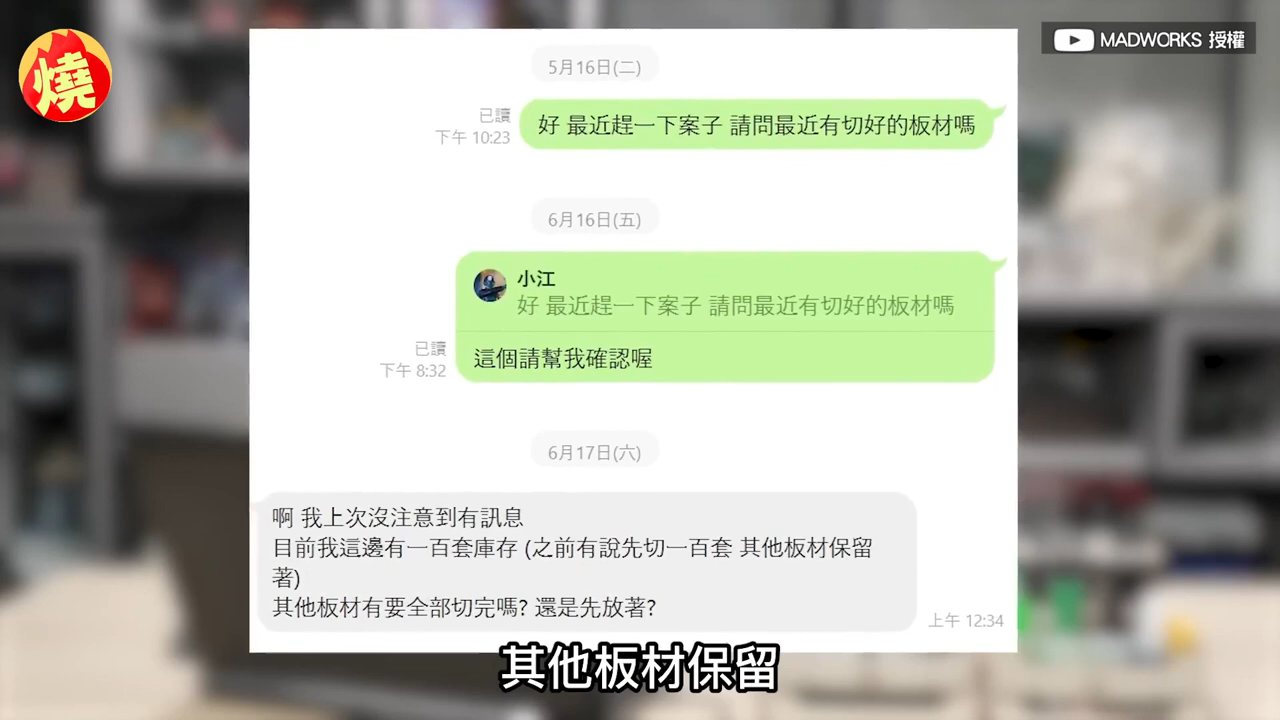 燒
MADWORKS 授權
5月16日(二)
已讀
下午 10:23
好 最近趕一下案子 請問最近有切好的板材嗎
6月16日(五)
小江
好 最近趕一下案子 請問最近有切好的板材嗎
已讀
下午 8:32
這個請幫我確認喔
6月17日(六)
啊 我上次沒注意到有訊息
目前我這邊有一百套庫存 (之前有說先切一百套 其他板材保留
著)
其他板材有要全部切完嗎? 還是先放著?
上午 12:34
其他板材保留